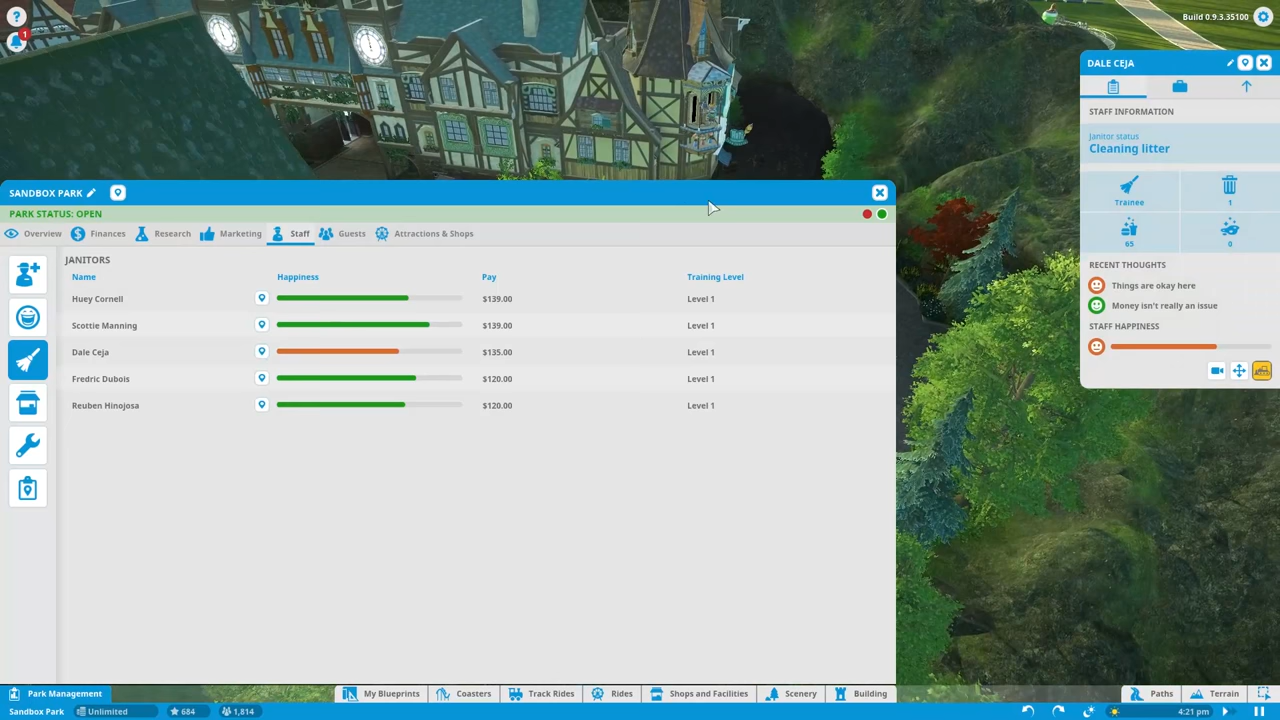 ?
1
Build 0.9.3.35100
DALE CEJA
STAFF INFORMATION
Janitor status
Cleaning litter
Trainee
1
65
0
RECENT THOUGHTS
Things are okay here
Money isn't really an issue
STAFF HAPPINESS
SANDBOX PARK
PARK STATUS: OPEN
Overview Finances Research Marketing Staff Guests Attractions & Shops
JANITORS
Name Happiness Pay Training Level
Huey Cornell $139.00 Level 1
Scottie Manning $139.00 Level 1
Dale Ceja $135.00 Level 1
Fredric Dubois $120.00 Level 1
Reuben Hinojosa $120.00 Level 1
Park Management My Blueprints Coasters Track Rides Rides Shops and Facilities Scenery Building Paths Terrain
Sandbox Park Unlimited 684 1,814 4:21 pm